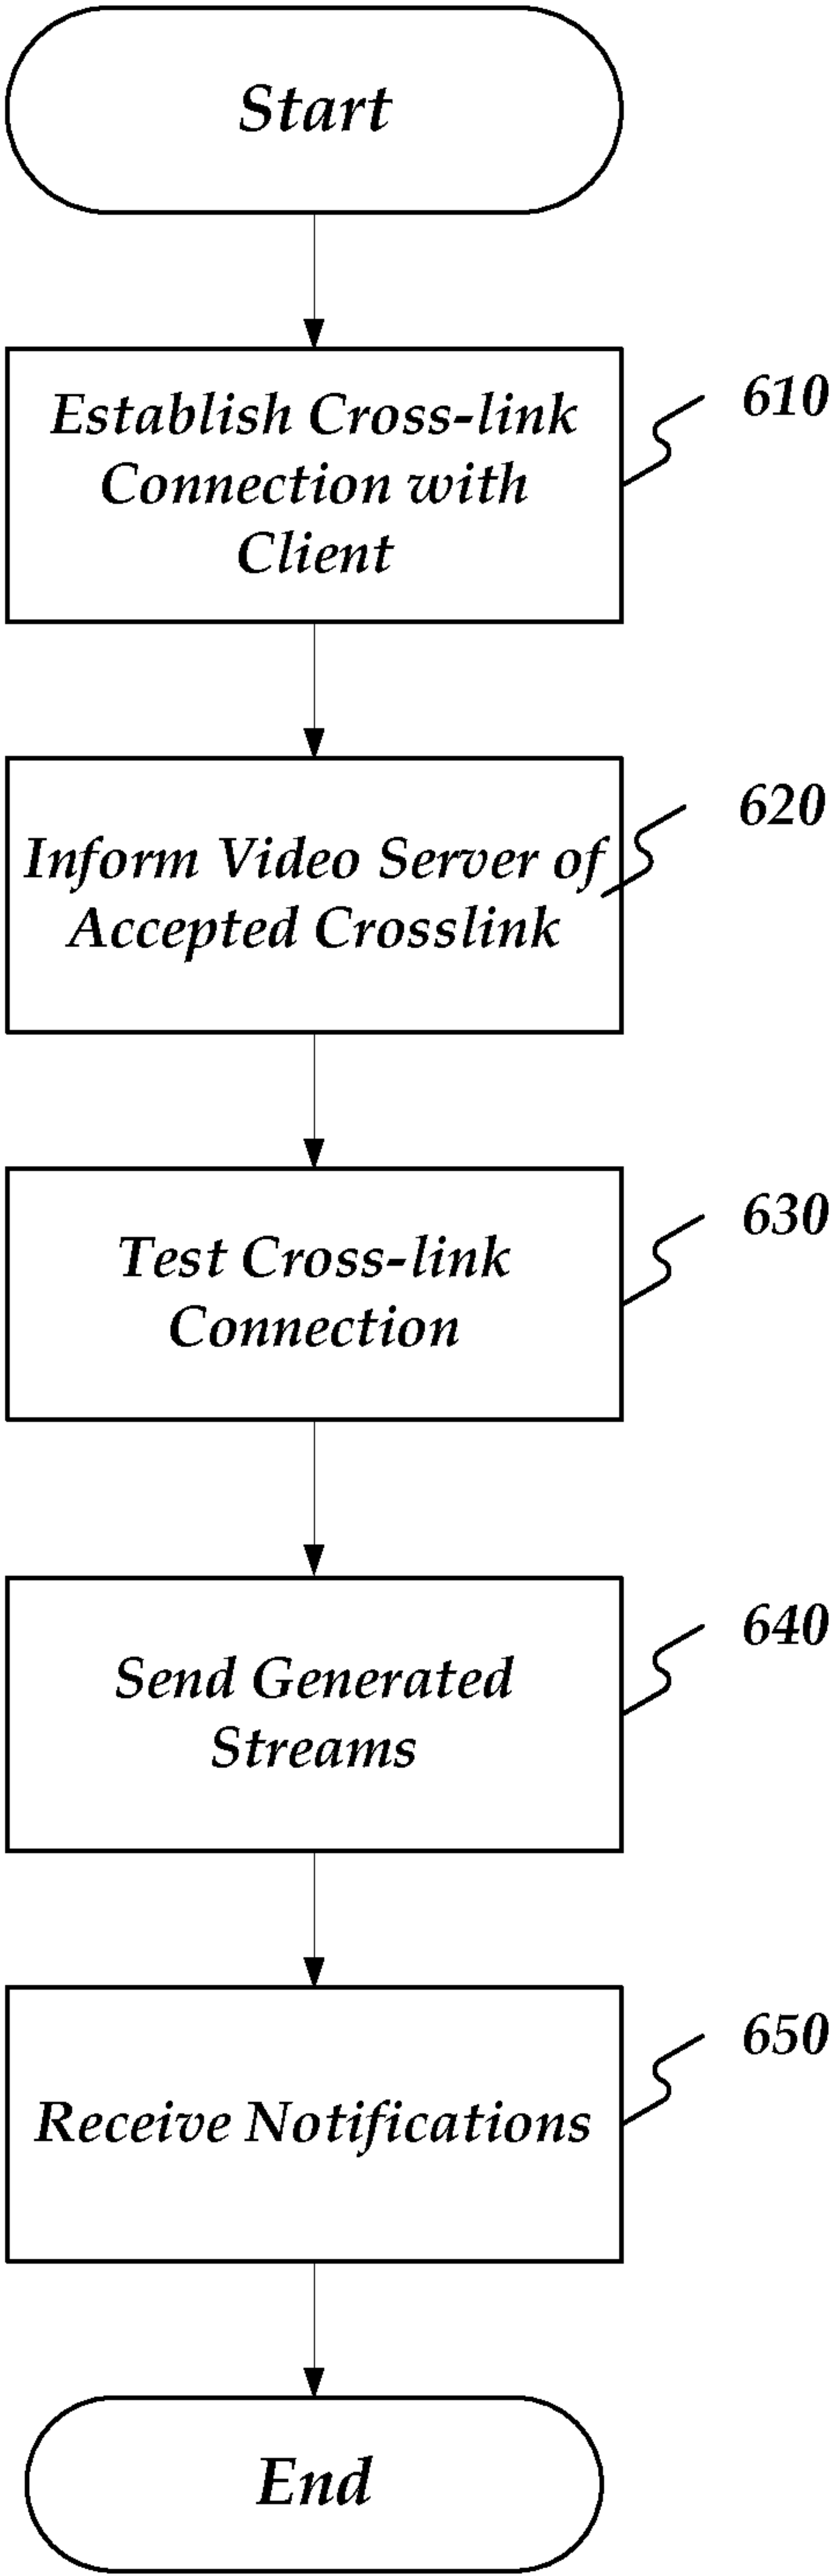 Start
Establish Cross-link
Connection with
Client
610
Inform Video Server of
Accepted Crosslink
620
Test Cross-link
Connection
630
Send Generated
Streams
640
Receive Notifications
650
End